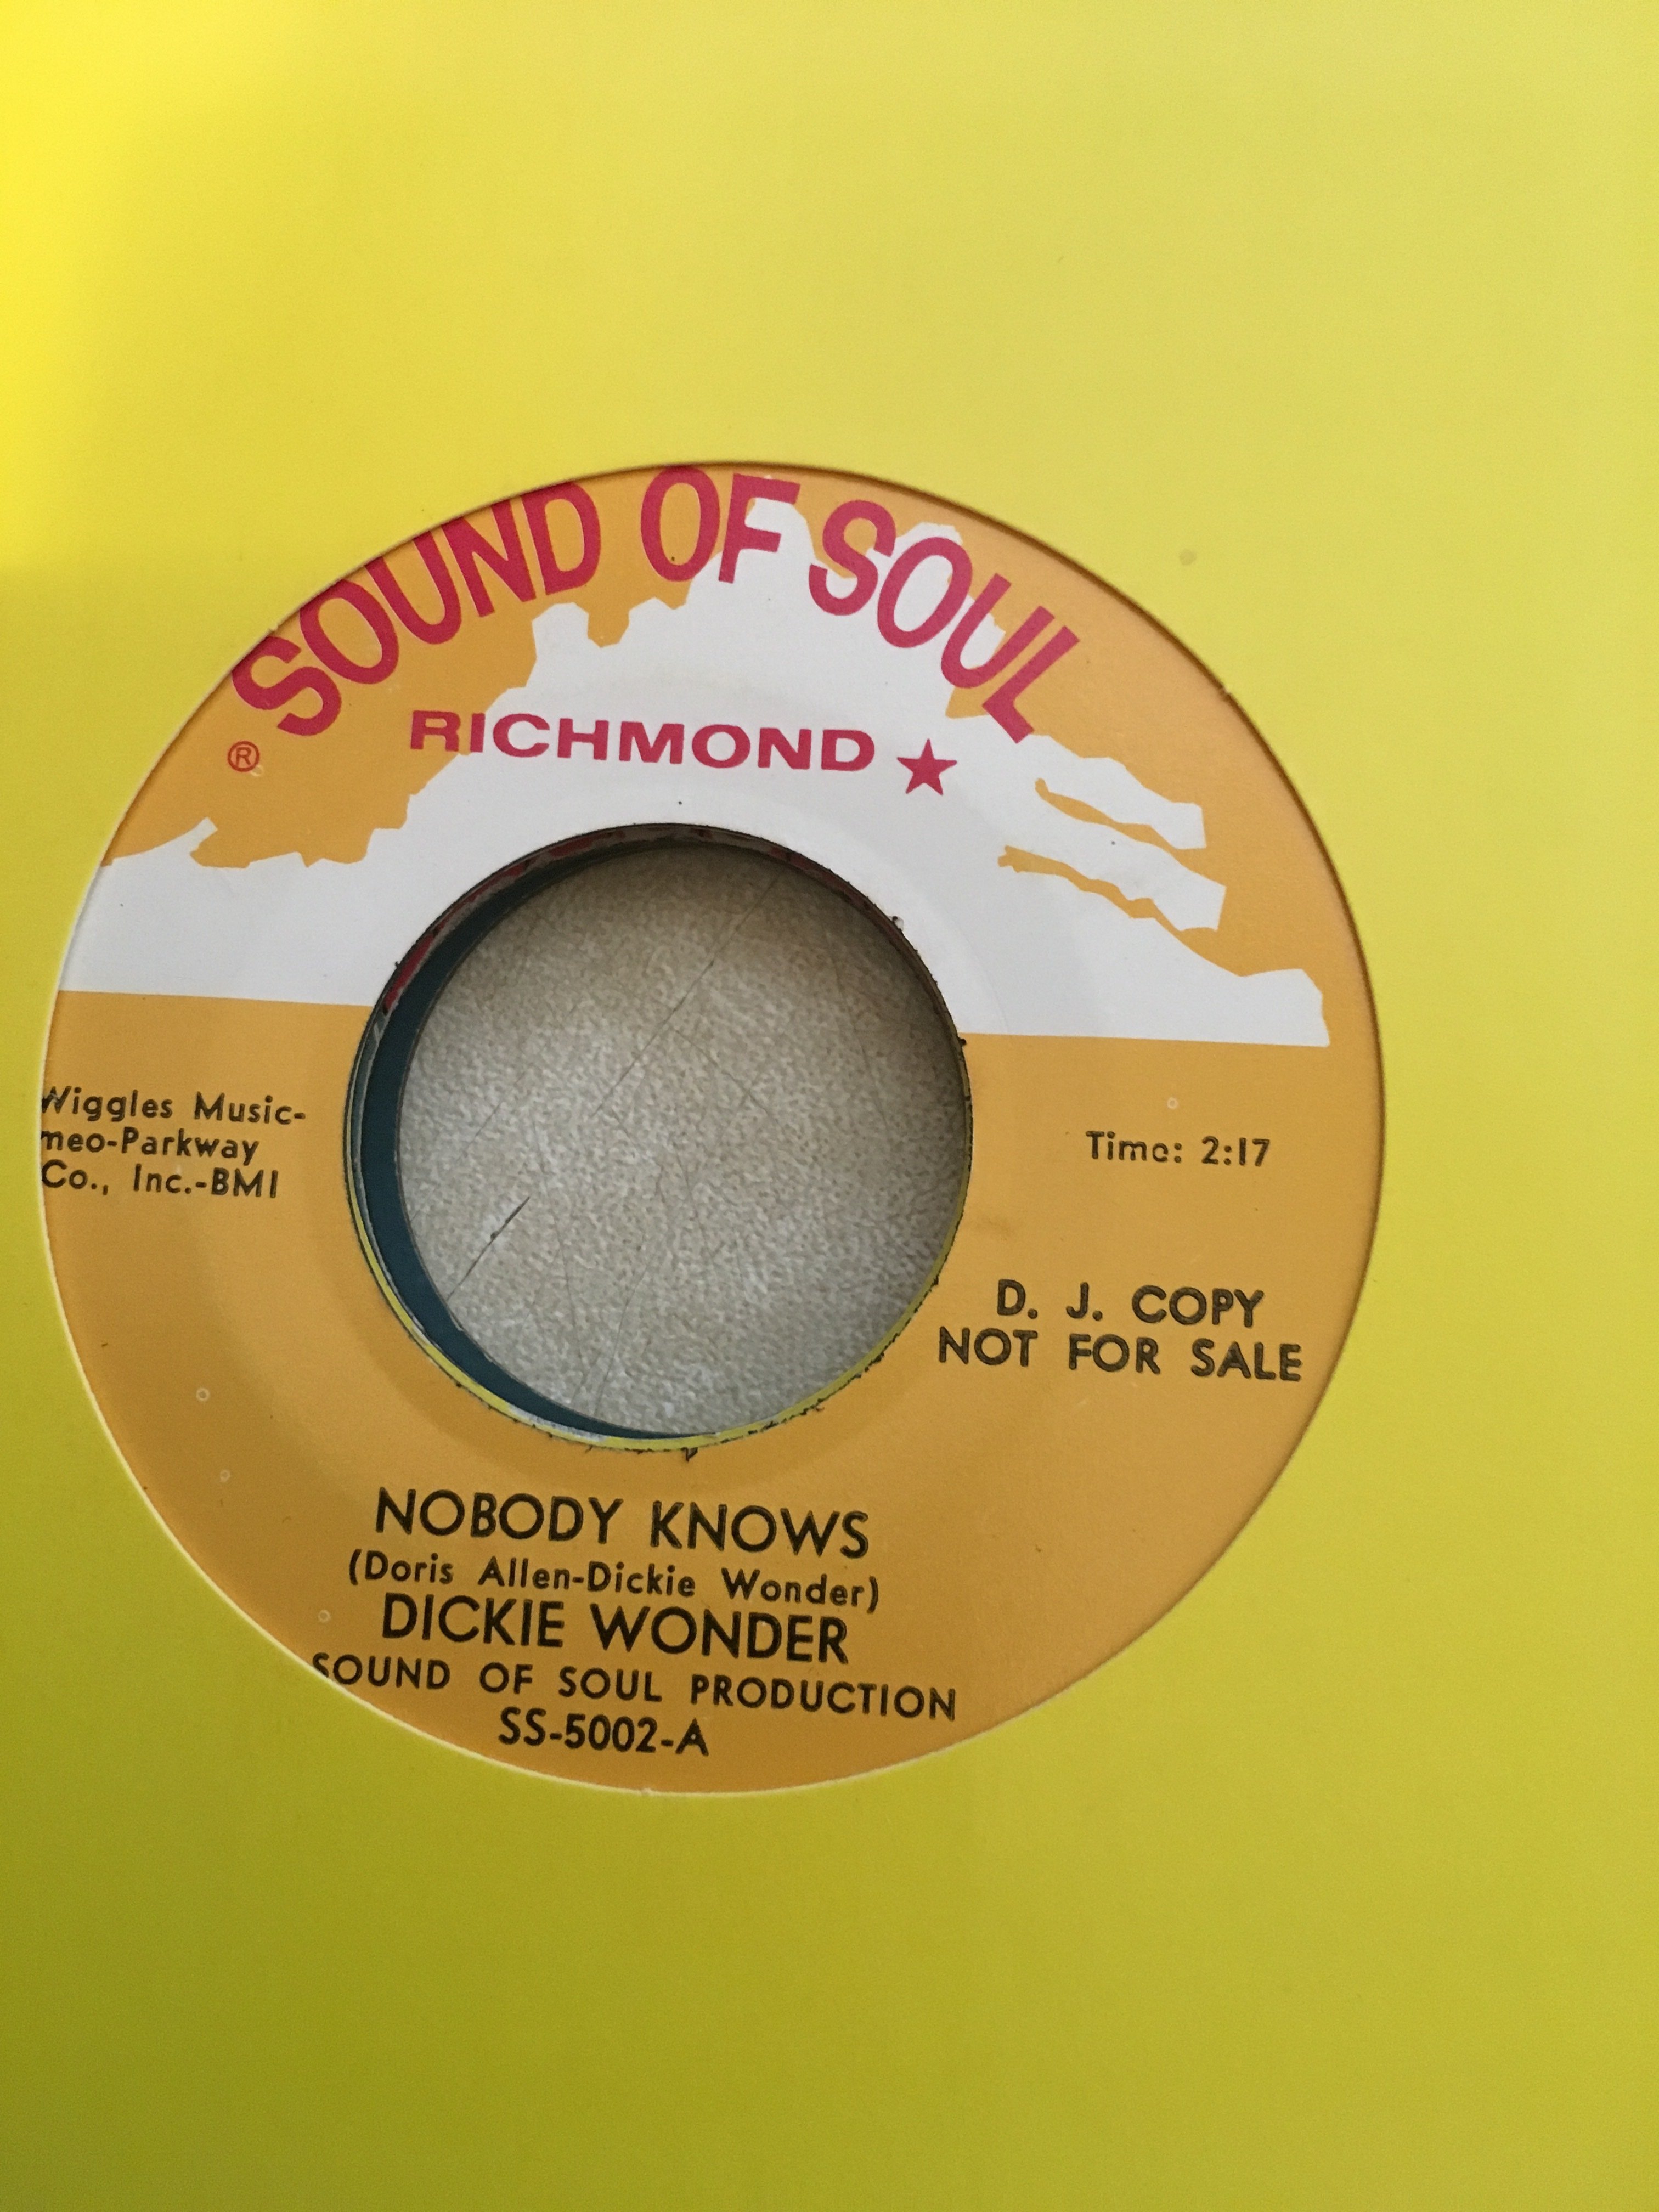 SOUND OF SOUL
®
RICHMOND ★
Wiggles Music-
meo-Parkway
Co., Inc.-BMI
Time: 2:17
D. J. COPY
NOT FOR SALE
NOBODY KNOWS
(Doris Allen-Dickie Wonder)
DICKIE WONDER
SOUND OF SOUL PRODUCTION
SS-5002-A